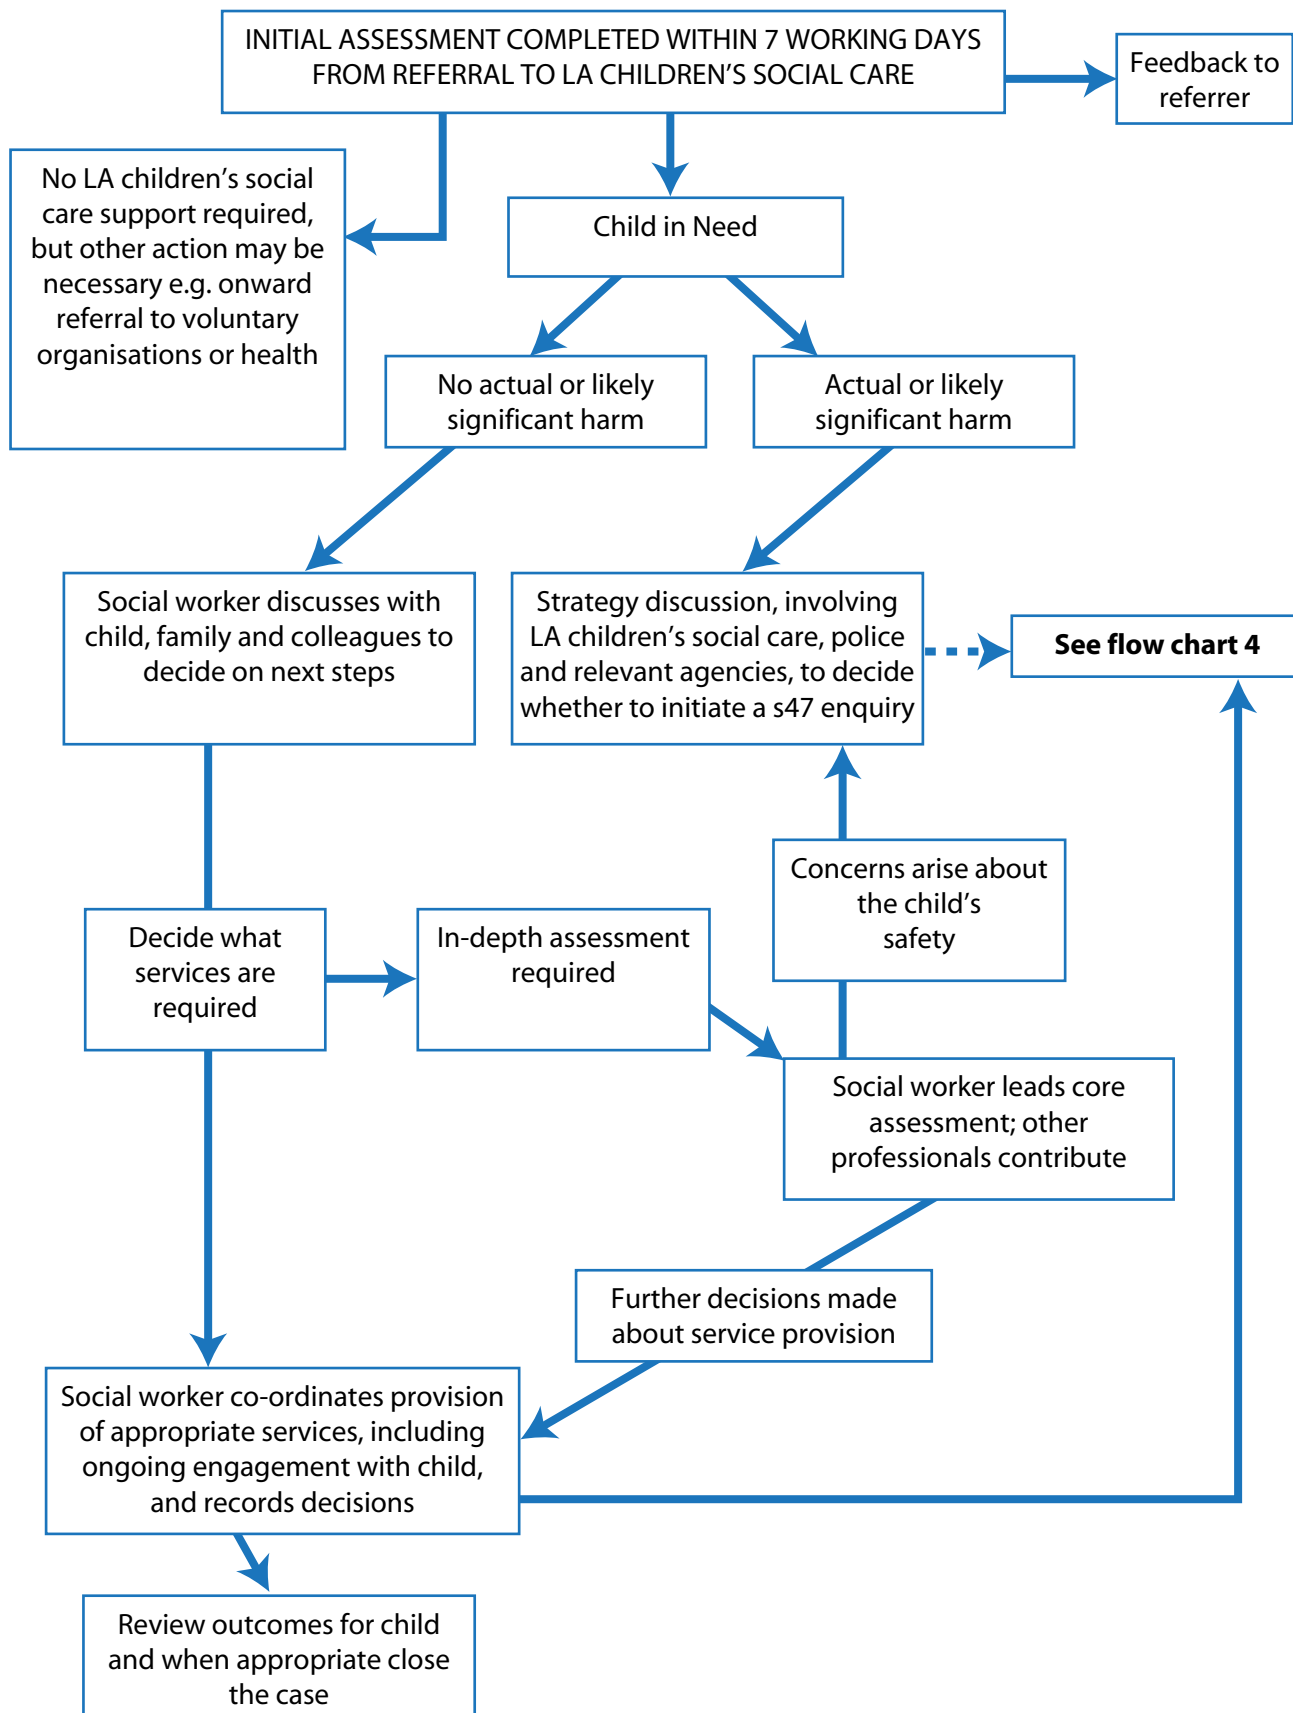 INITIAL ASSESSMENT COMPLETED WITHIN 7 WORKING DAYS
FROM REFERRAL TO LA CHILDREN’S SOCIAL CARE
Feedback to
referrer
No LA children’s social
care support required,
but other action may be
necessary e.g. onward
referral to voluntary
organisations or health
Child in Need
No actual or likely
significant harm
Actual or likely
significant harm
Social worker discusses with
child, family and colleagues to
decide on next steps
Strategy discussion, involving
LA children’s social care, police
and relevant agencies, to decide
whether to initiate a s47 enquiry
See flow chart 4
Concerns arise about
the child’s
safety
Decide what
services are
required
In-depth assessment
required
Social worker leads core
assessment; other
professionals contribute
Further decisions made
about service provision
Social worker co-ordinates provision
of appropriate services, including
ongoing engagement with child,
and records decisions
Review outcomes for child
and when appropriate close
the case